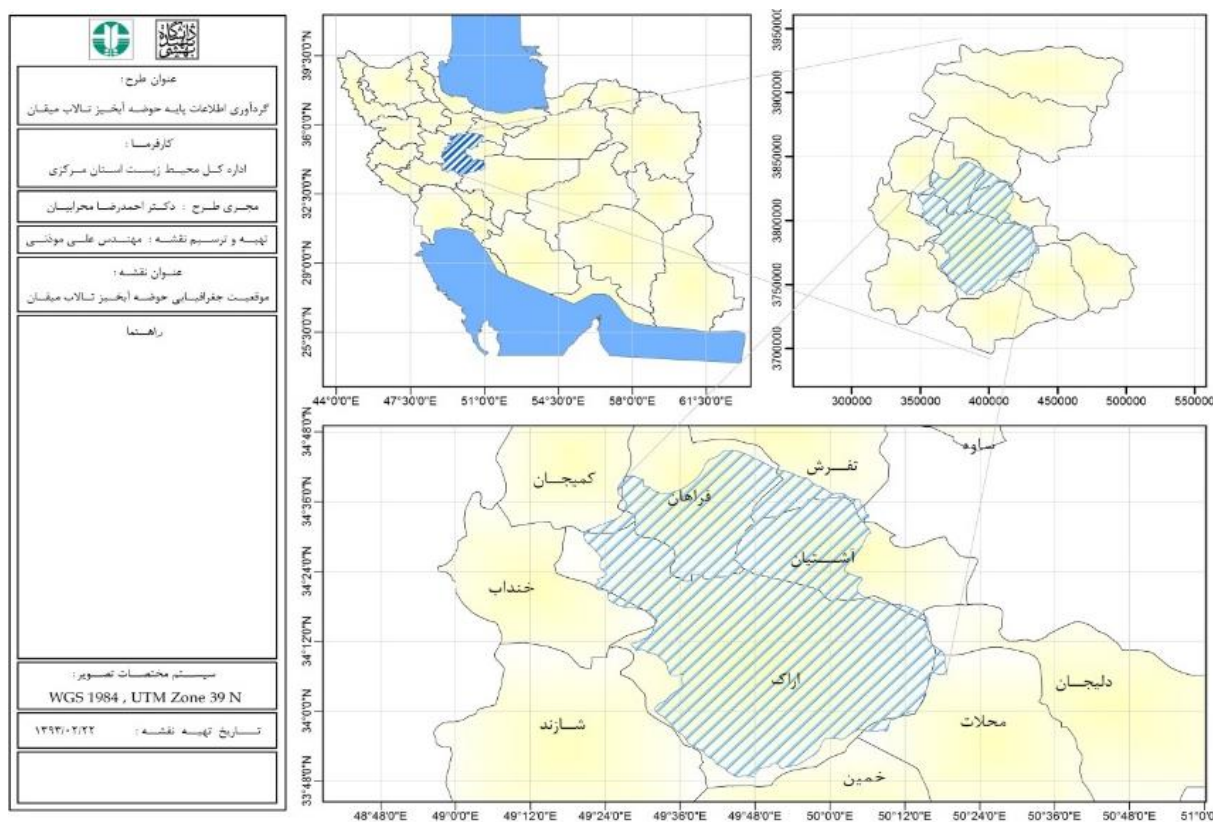 دانشگاه
شهید
بهشتی
عنوان طرح :
گردآوری اطلاعات پایه حوضه آبخیز تالاب میقان
کارفرما :
اداره کل محیط زیست استان مرکزی
مجری طرح : دکتر احمدرضا محرابیان
تهیه و ترسیم نقشه : مهندس علی موذنی
عنوان نقشه :
موقعیت جغرافیایی حوضه آبخیز تالاب میقان
راهنما
سیستم مختصات تصویر :
WGS 1984 , UTM Zone 39 N
تاریخ تهیه نقشه : ۱۳۹۳/۰۲/۲۲
39°30'0"N
36°0'0"N
32°30'0"N
29°0'0"N
25°30'0"N
44°0'0"E 47°30'0"E 51°0'0"E 54°30'0"E 58°0'0"E 61°30'0"E
3950000
3900000
3850000
3800000
3750000
3700000
300000 350000 400000 450000 500000 550000
34°48'0"N
34°36'0"N
34°24'0"N
34°12'0"N
34°0'0"N
33°48'0"N
ساوه
تفرش
کمیجان
فراهان
آشتیان
خنداب
اراک
دلیجان
محلات
شازند
خمین
48°48'0"E 49°0'0"E 49°12'0"E 49°24'0"E 49°36'0"E 49°48'0"E 50°0'0"E 50°12'0"E 50°24'0"E 50°36'0"E 50°48'0"E 51°0'